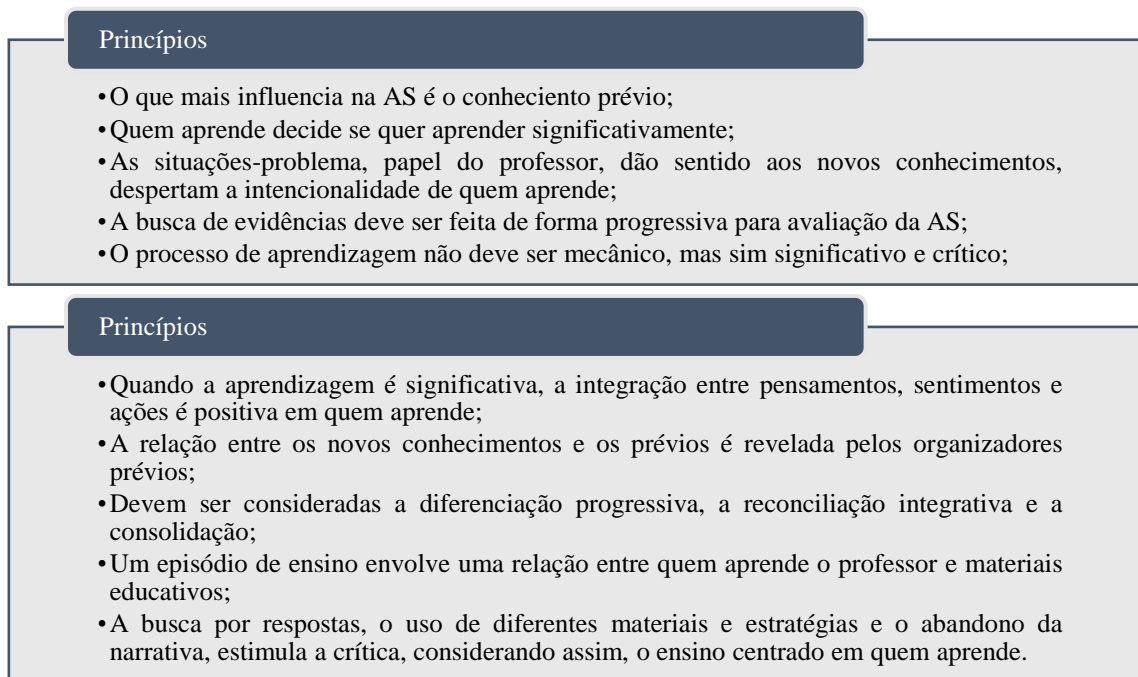 Princípios
•O que mais influencia na AS é o conheciento prévio;
•Quem aprende decide se quer aprender significativamente;
•As situações-problema, papel do professor, dão sentido aos novos conhecimentos,
despertam a intencionalidade de quem aprende;
•A busca de evidências deve ser feita de forma progressiva para avaliação da AS;
•O processo de aprendizagem não deve ser mecânico, mas sim significativo e crítico;
Princípios
•Quando a aprendizagem é significativa, a integração entre pensamentos, sentimentos e
ações é positiva em quem aprende;
•A relação entre os novos conhecimentos e os prévios é revelada pelos organizadores
prévios;
•Devem ser consideradas a diferenciação progressiva, a reconciliação integrativa e a
consolidação;
•Um episódio de ensino envolve uma relação entre quem aprende o professor e materiais
educativos;
•A busca por respostas, o uso de diferentes materiais e estratégias e o abandono da
narrativa, estimula a crítica, considerando assim, o ensino centrado em quem aprende.